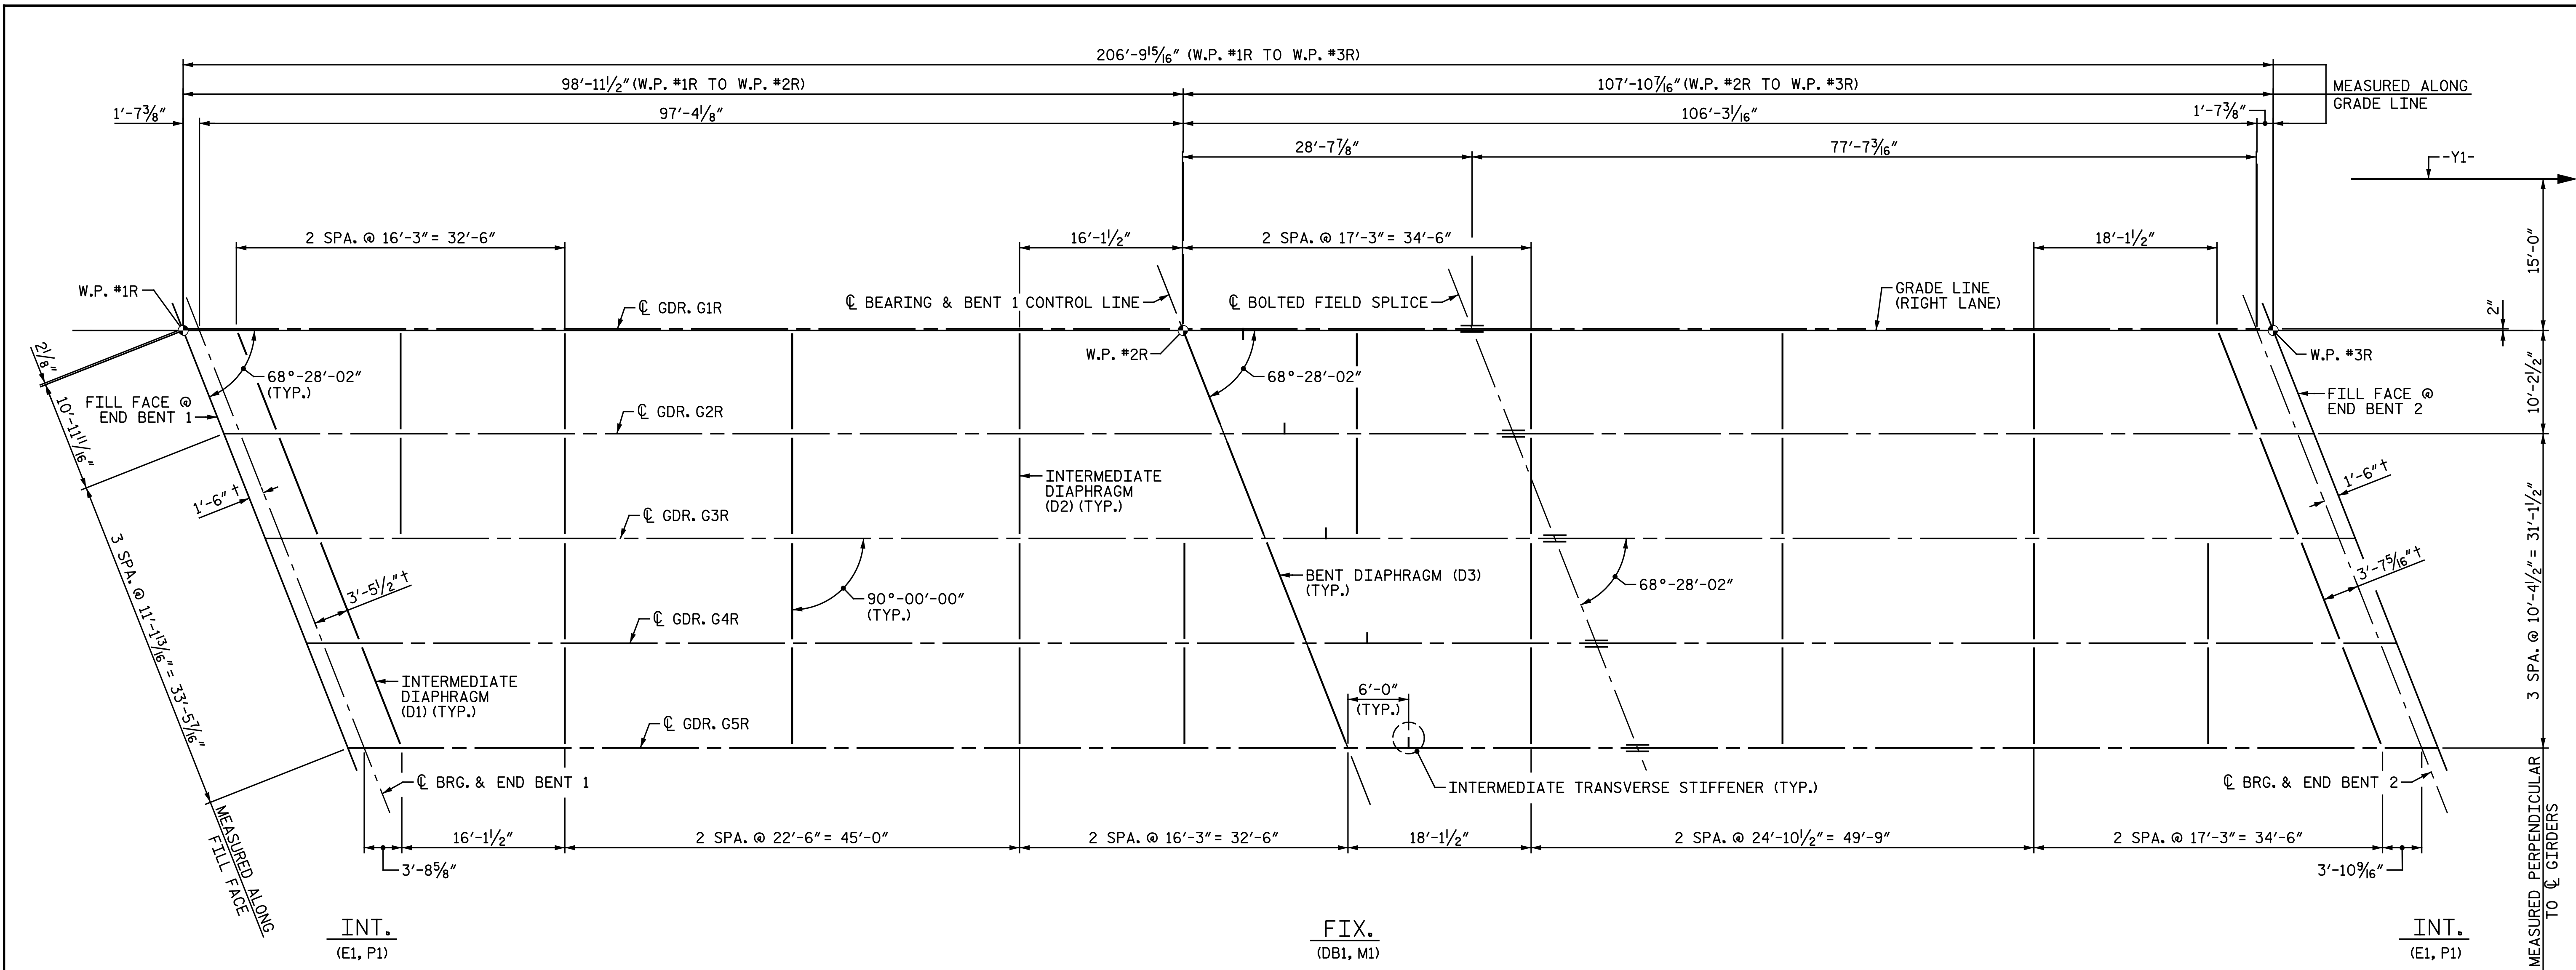 206'-9 15/16" (W.P. #1R TO W.P. #3R)
98'-11 1/2" (W.P. #1R TO W.P. #2R)
107'-10 7/16" (W.P. #2R TO W.P. #3R)
MEASURED ALONG
GRADE LINE
1'-7 3/8"
97'-4 1/8"
106'-3 1/16"
1'-7 3/8"
28'-7 7/8"
77'-7 3/16"
-Y1-
2 SPA. @ 16'-3" = 32'-6"
16'-1 1/2"
2 SPA. @ 17'-3" = 34'-6"
18'-1 1/2"
15'-0"
W.P. #1R
℄ GDR. G1R
℄ BEARING & BENT 1 CONTROL LINE
℄ BOLTED FIELD SPLICE
GRADE LINE
(RIGHT LANE)
2"
W.P. #2R
W.P. #3R
2 1/8"
68°-28'-02"
(TYP.)
68°-28'-02"
FILL FACE @
END BENT 1
℄ GDR. G2R
FILL FACE @
END BENT 2
10'-2 1/2"
10'-11 11/16"
1'-6" †
INTERMEDIATE
DIAPHRAGM
(D2) (TYP.)
1'-6" †
℄ GDR. G3R
3 SPA. @ 11'-1 13/16" = 33'-5 7/16"
3'-5 1/2" †
90°-00'-00"
(TYP.)
BENT DIAPHRAGM (D3)
(TYP.)
68°-28'-02"
3'-7 5/16" †
3 SPA. @ 10'-4 1/2" = 31'-1 1/2"
℄ GDR. G4R
INTERMEDIATE
DIAPHRAGM
(D1) (TYP.)
6'-0"
(TYP.)
℄ GDR. G5R
℄ BRG. & END BENT 1
INTERMEDIATE TRANSVERSE STIFFENER (TYP.)
℄ BRG. & END BENT 2
MEASURED ALONG
FILL FACE
16'-1 1/2"
2 SPA. @ 22'-6" = 45'-0"
2 SPA. @ 16'-3" = 32'-6"
18'-1 1/2"
2 SPA. @ 24'-10 1/2" = 49'-9"
2 SPA. @ 17'-3" = 34'-6"
3'-8 5/8"
3'-10 9/16"
MEASURED PERPENDICULAR
TO ℄ GIRDERS
INT.
(E1, P1)
FIX.
(DB1, M1)
INT.
(E1, P1)